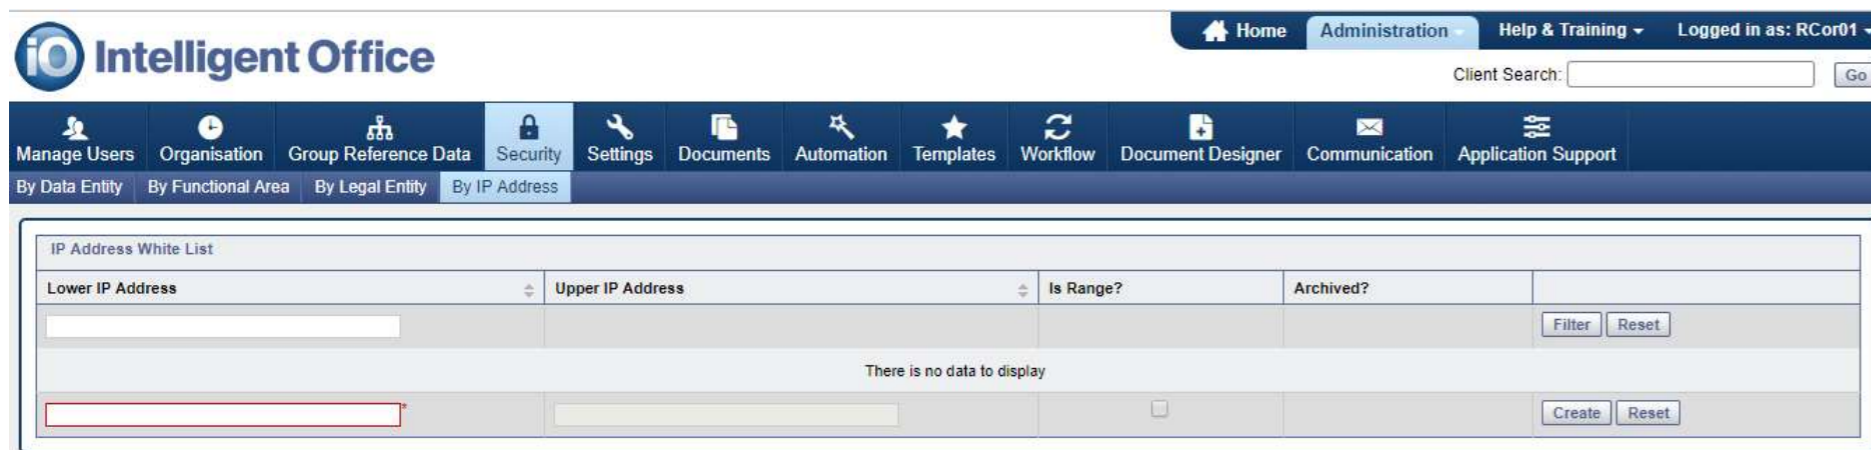 iO Intelligent Office
Home Administration Help & Training Logged in as: RCor01
Client Search: Go
Manage Users Organisation Group Reference Data Security Settings Documents Automation Templates Workflow Document Designer Communication Application Support
By Data Entity By Functional Area By Legal Entity By IP Address
IP Address White List
Lower IP Address Upper IP Address Is Range? Archived?
Filter Reset
There is no data to display
* Create Reset